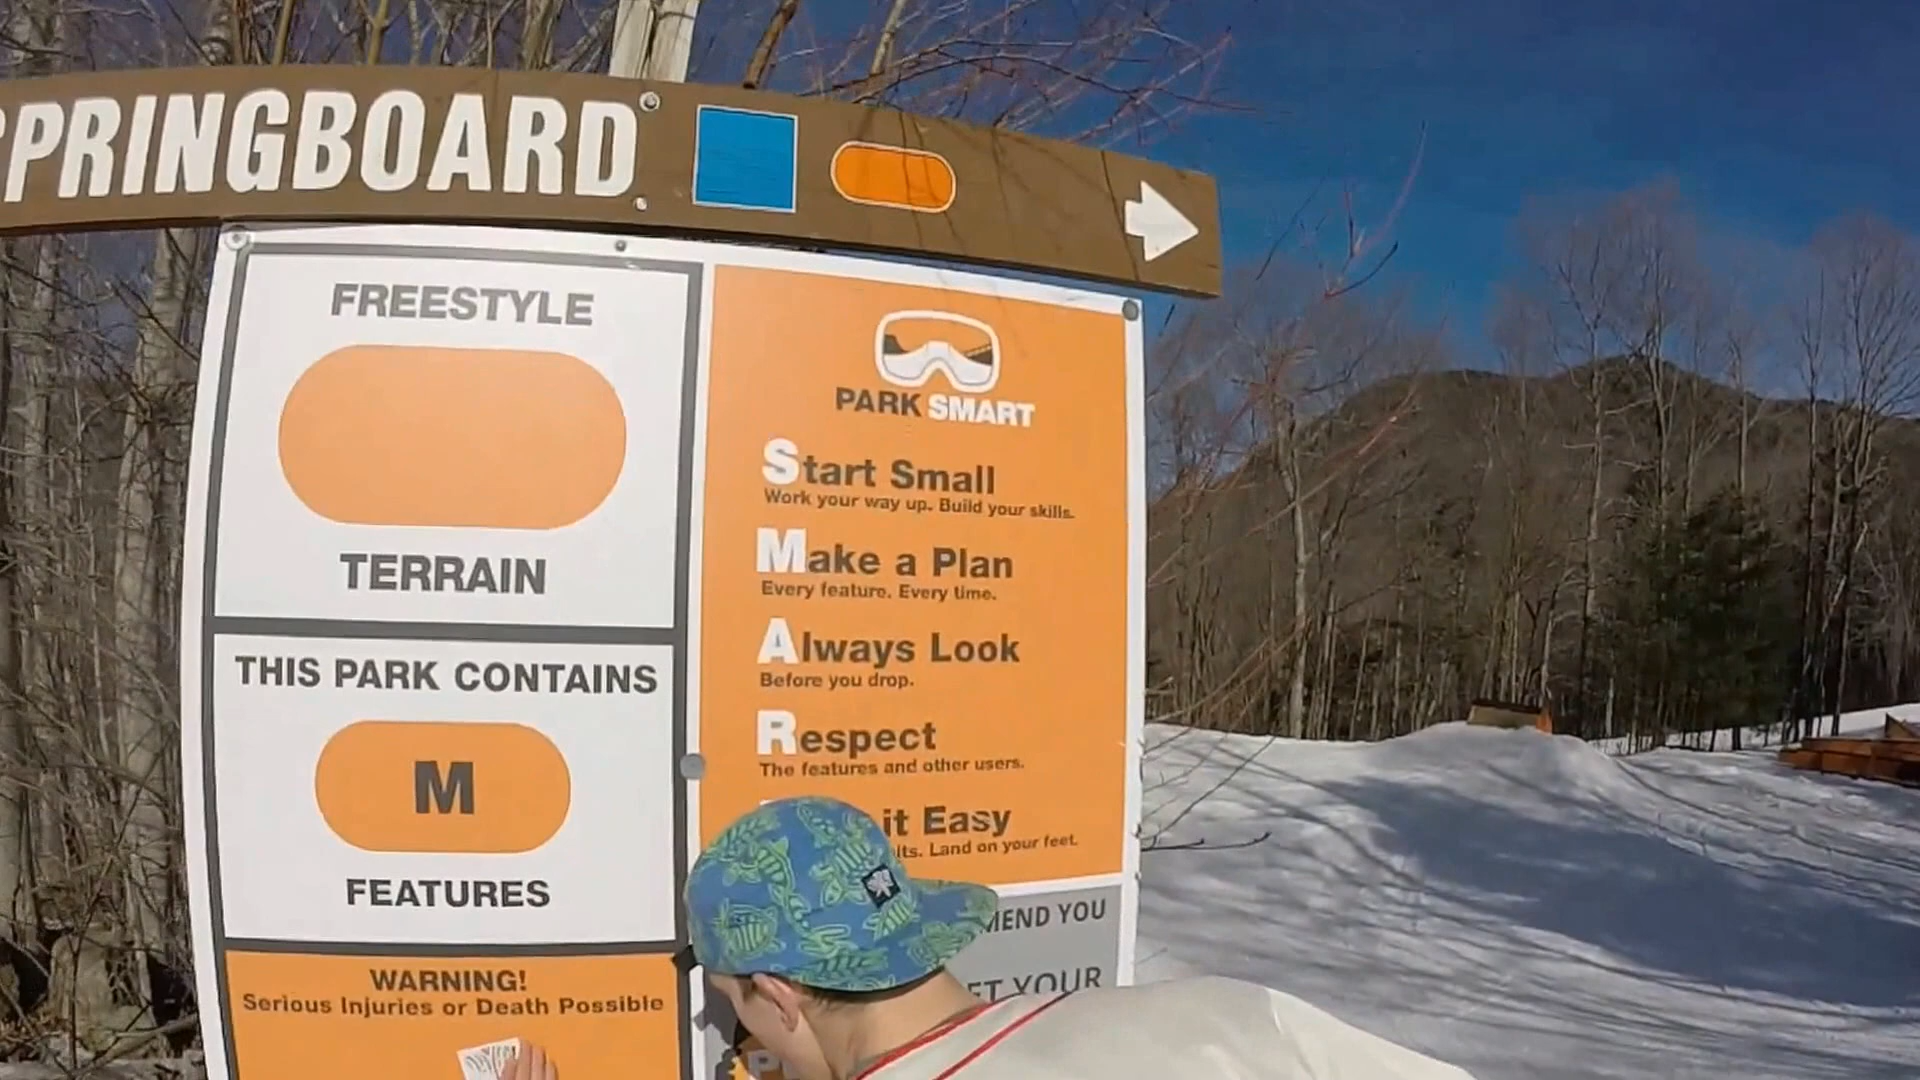 SPRINGBOARD
FREESTYLE
TERRAIN
THIS PARK CONTAINS
M
FEATURES
WARNING!
Serious Injuries or Death Possible
PARK SMART
Start Small
Work your way up. Build your skills.
Make a Plan
Every feature. Every time.
Always Look
Before you drop.
Respect
The features and other users.
it Easy
Land on your feet.
YOU
YOUR